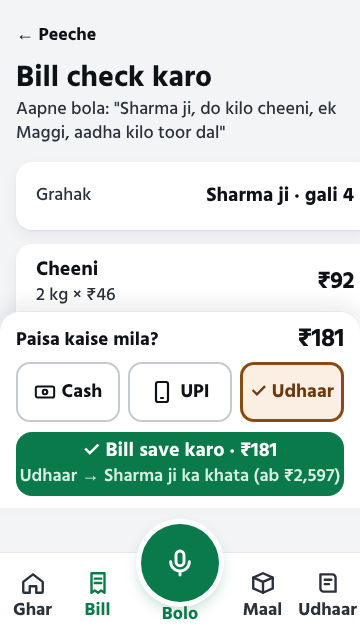 ← Peeche
Bill check karo
Aapne bola: "Sharma ji, do kilo cheeni, ek
Maggi, aadha kilo toor dal"
Grahak Sharma ji · gali 4
Cheeni
2 kg × ₹46
₹92
Paisa kaise mila? ₹181
Cash UPI ✓ Udhaar
✓ Bill save karo · ₹181
Udhaar → Sharma ji ka khata (ab ₹2,597)
Ghar Bill Bolo Maal Udhaar